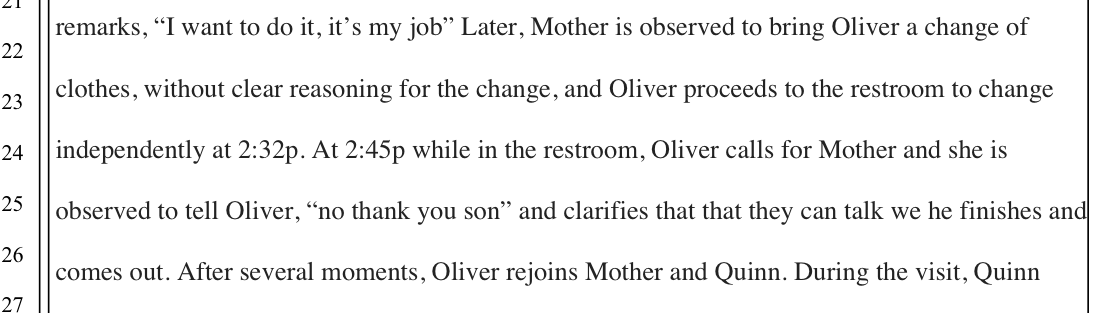 21
remarks, “I want to do it, it’s my job” Later, Mother is observed to bring Oliver a change of
22
clothes, without clear reasoning for the change, and Oliver proceeds to the restroom to change
23
independently at 2:32p. At 2:45p while in the restroom, Oliver calls for Mother and she is
24
observed to tell Oliver, “no thank you son” and clarifies that that they can talk we he finishes and
25
comes out. After several moments, Oliver rejoins Mother and Quinn. During the visit, Quinn
26
27